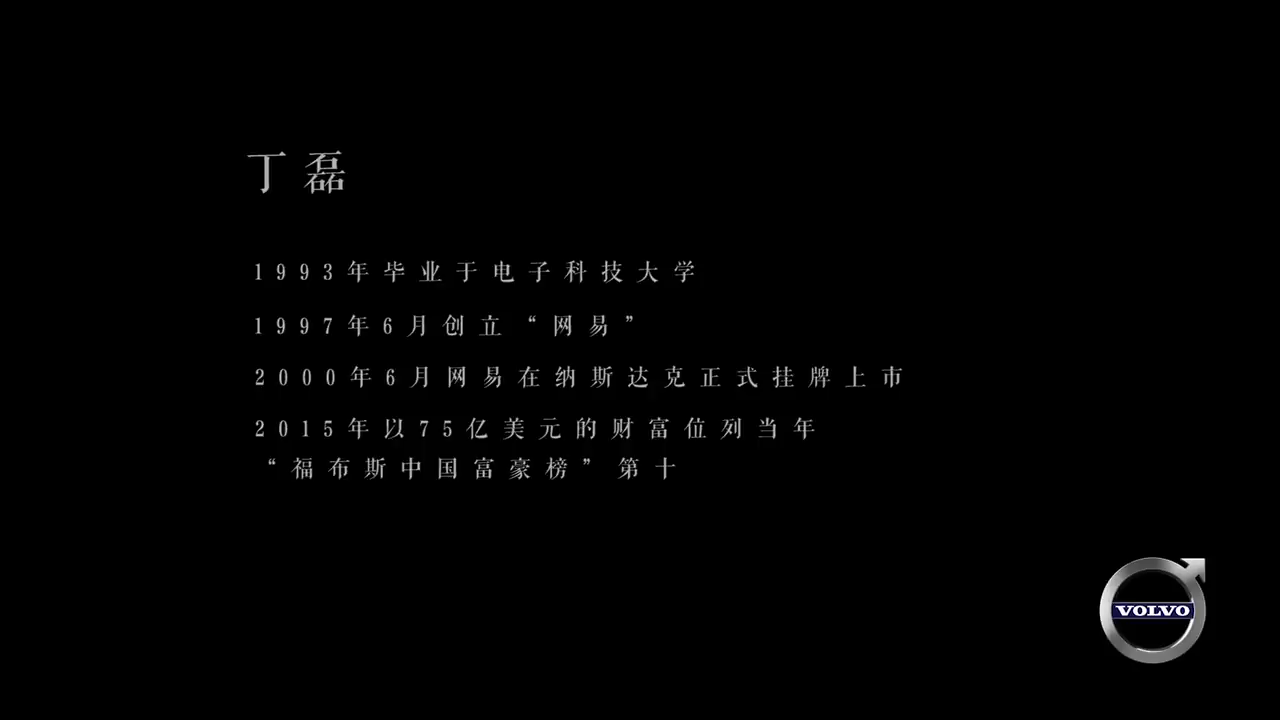 丁磊
1993年毕业于电子科技大学
1997年6月创立“网易”
2000年6月网易在纳斯达克正式挂牌上市
2015年以75亿美元的财富位列当年
“福布斯中国富豪榜”第十
VOLVO